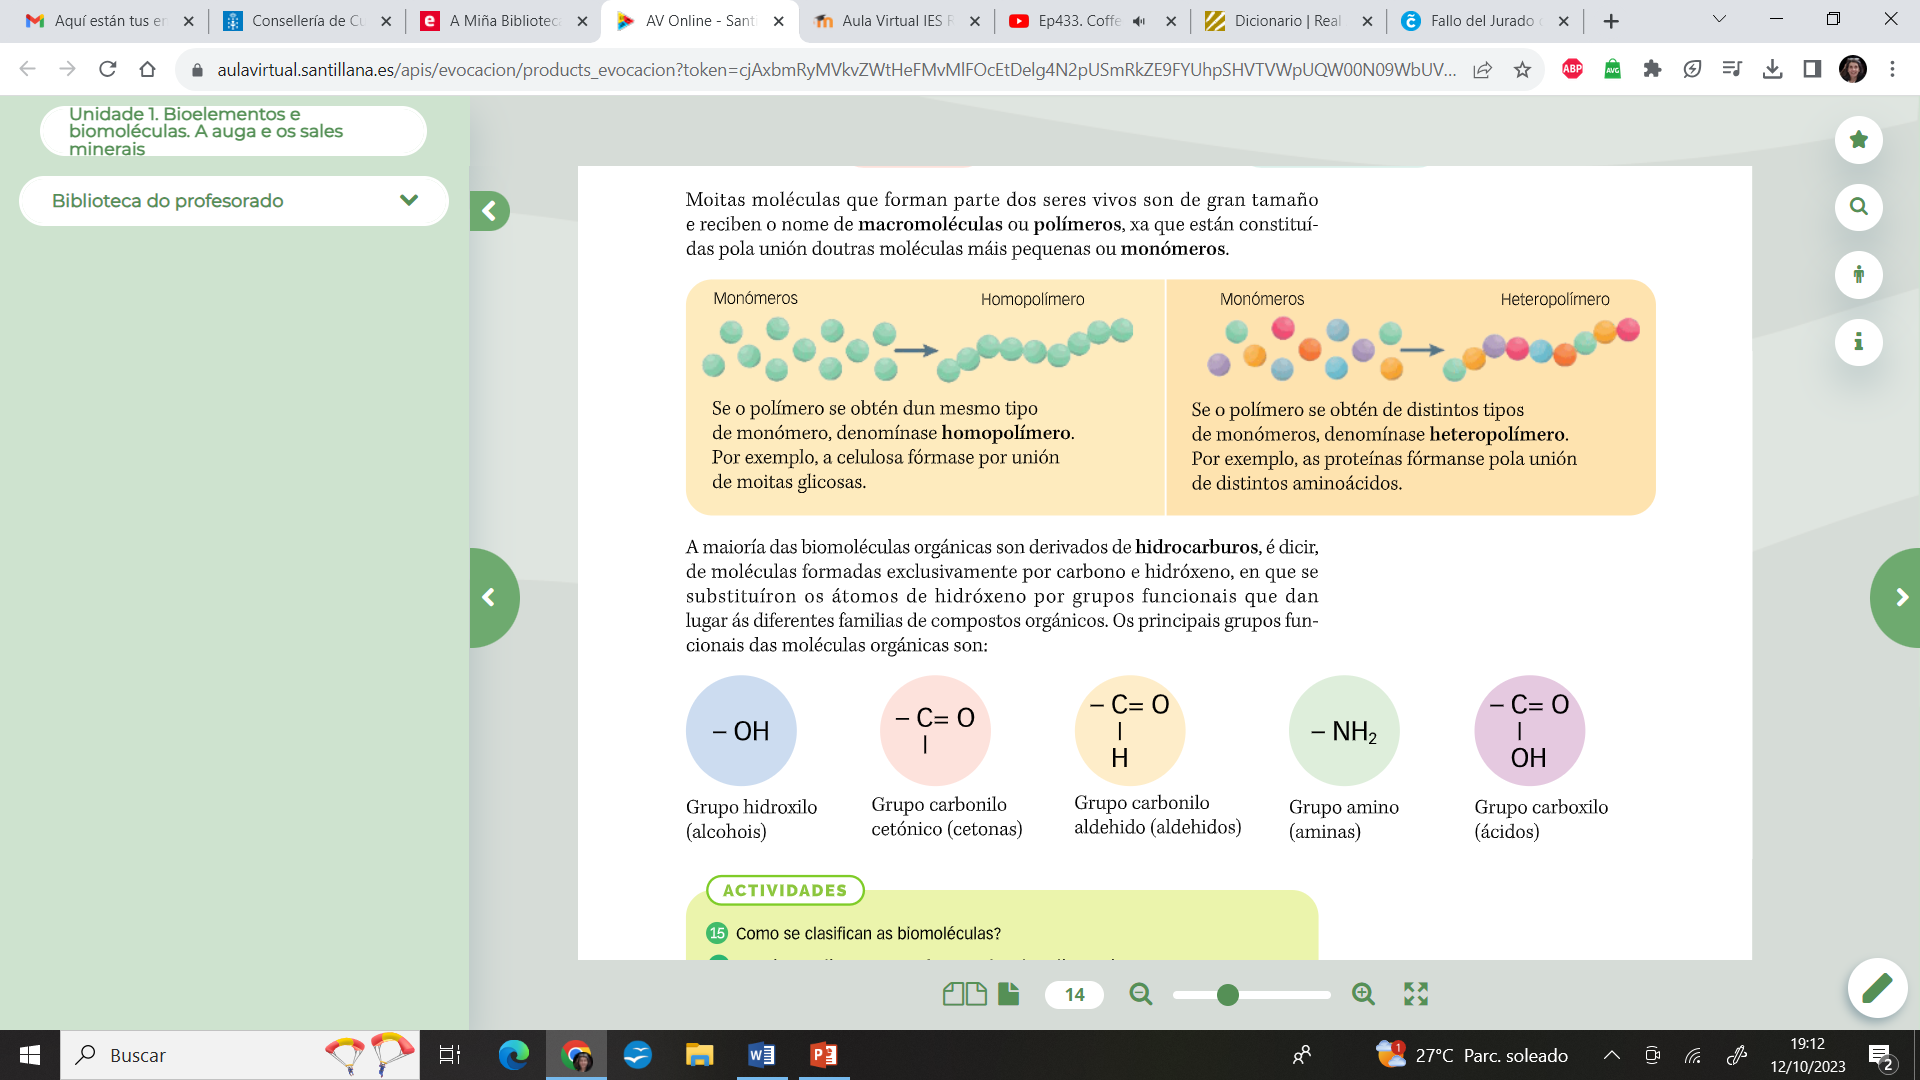 Aquí están tus en
Consellería de Cu
A Miña Biblioteca
AV Online - Santi
Aula Virtual IES R
Ep433. Coffe
Dicionario | Real
Fallo del Jurado d
aulavirtual.santillana.es/apis/evocacion/products_evocacion?token=cjAxbmRyMVkvZWtHeFMvMlFOcEtDelg4N2pUSmRkZE9FYUhpSHVTVWpUQW00N09WbUV...
ABP
AVG
Unidade 1. Bioelementos e
biomoléculas. A auga e os sales
minerais
Biblioteca do profesorado
Moitas moléculas que forman parte dos seres vivos son de gran tamaño
e reciben o nome de macromoléculas ou polímeros, xa que están constituí-
das pola unión doutras moléculas máis pequenas ou monómeros.
Monómeros
Homopolímero
Se o polímero se obtén dun mesmo tipo
de monómero, denomínase homopolímero.
Por exemplo, a celulosa fórmase por unión
de moitas glicosas.
Monómeros
Heteropolímero
Se o polímero se obtén de distintos tipos
de monómeros, denomínase heteropolímero.
Por exemplo, as proteínas fórmanse pola unión
de distintos aminoácidos.
A maioría das biomoléculas orgánicas son derivados de hidrocarburos, é dicir,
de moléculas formadas exclusivamente por carbono e hidróxeno, en que se
substituíron os átomos de hidróxeno por grupos funcionais que dan
lugar ás diferentes familias de compostos orgánicos. Os principais grupos fun-
cionais das moléculas orgánicas son:
– OH
Grupo hidroxilo
(alcohois)
– C= O
Grupo carbonilo
cetónico (cetonas)
– C= O
H
Grupo carbonilo
aldehido (aldehidos)
– NH₂
Grupo amino
(aminas)
– C= O
OH
Grupo carboxilo
(ácidos)
ACTIVIDADES
15 Como se clasifican as biomoléculas?
14
Buscar
1
27°C Parc. soleado
19:12
12/10/2023
2